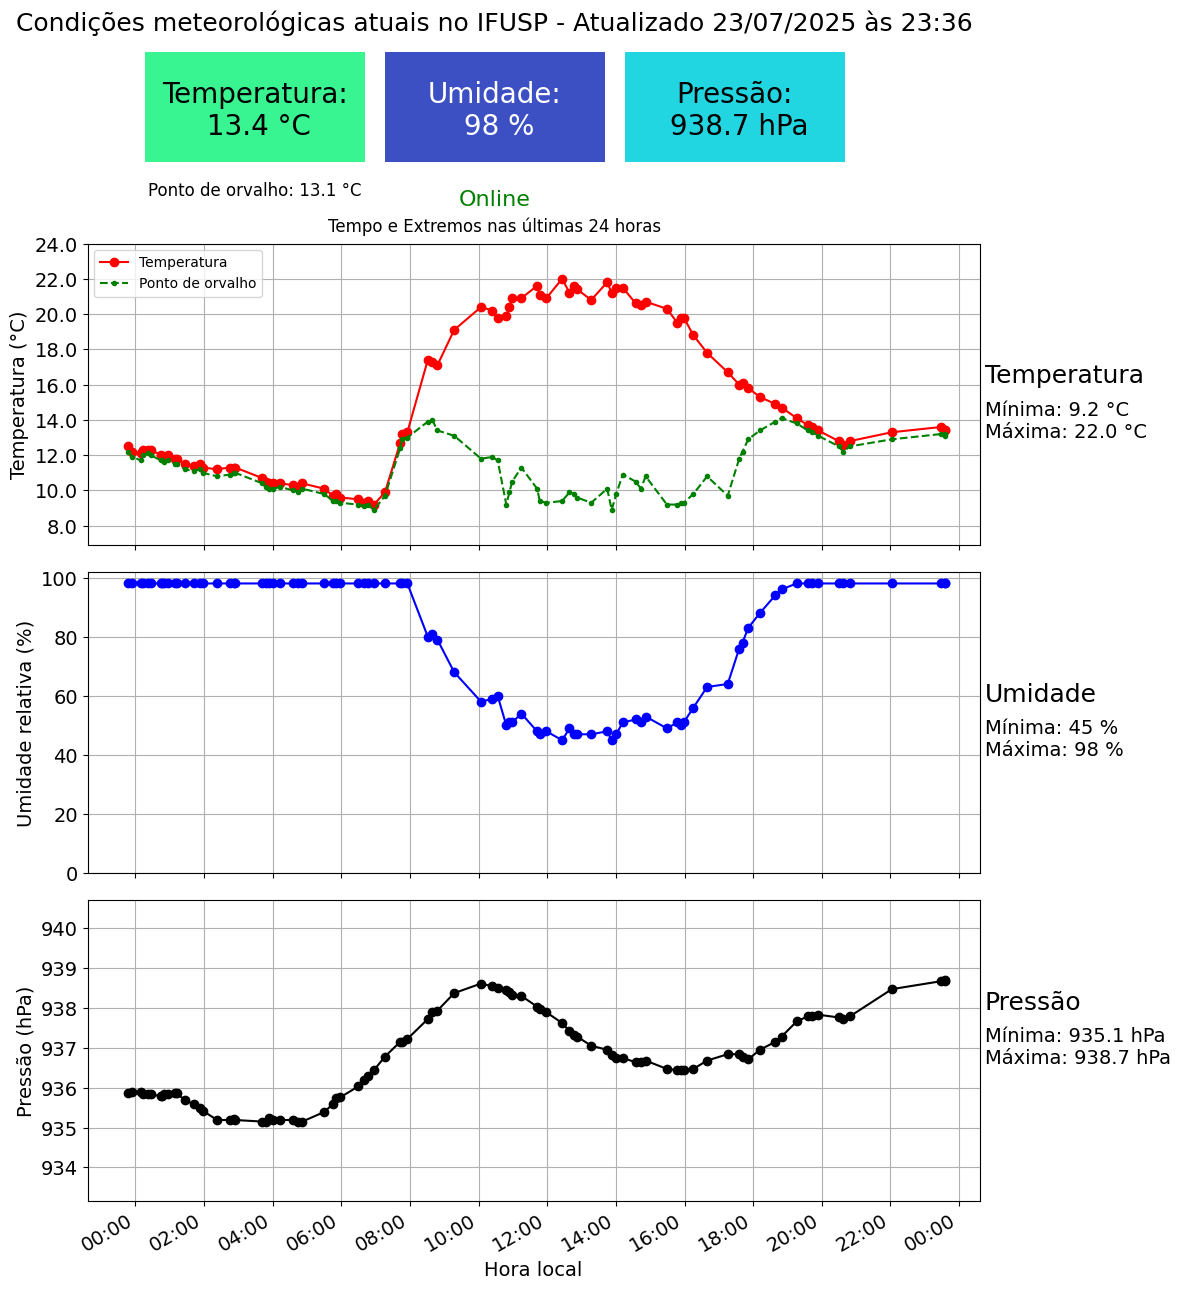 Condições meteorológicas atuais no IFUSP - Atualizado 23/07/2025 às 23:36
Temperatura:
13.4 °C
Umidade:
98 %
Pressão:
938.7 hPa
Ponto de orvalho: 13.1 °C
Online
Tempo e Extremos nas últimas 24 horas
Temperatura
Ponto de orvalho
Temperatura (°C)
24.0
22.0
20.0
18.0
16.0
14.0
12.0
10.0
8.0
Temperatura
Mínima: 9.2 °C
Máxima: 22.0 °C
Umidade relativa (%)
100
80
60
40
20
0
Umidade
Mínima: 45 %
Máxima: 98 %
Pressão (hPa)
940
939
938
937
936
935
934
Pressão
Mínima: 935.1 hPa
Máxima: 938.7 hPa
00:00 02:00 04:00 06:00 08:00 10:00 12:00 14:00 16:00 18:00 20:00 22:00 00:00
Hora local